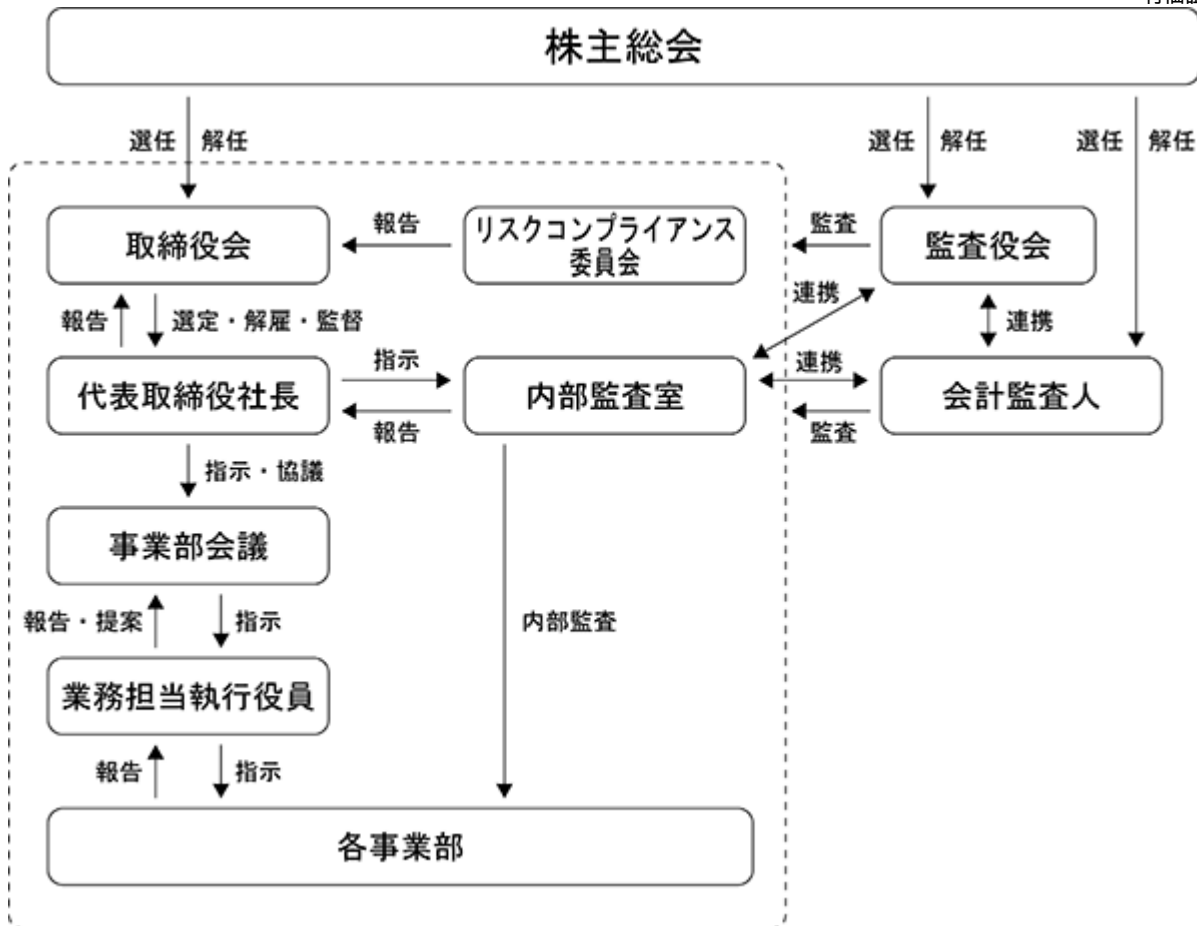 株主総会
選任 解任
選任 解任
選任 解任
取締役会
報告
リスクコンプライアンス
委員会
監査
監査役会
報告
選定・解雇・監督
連携
連携
代表取締役社長
指示
報告
内部監査室
連携
監査
会計監査人
指示・協議
事業部会議
報告・提案
指示
内部監査
業務担当執行役員
報告
指示
各事業部